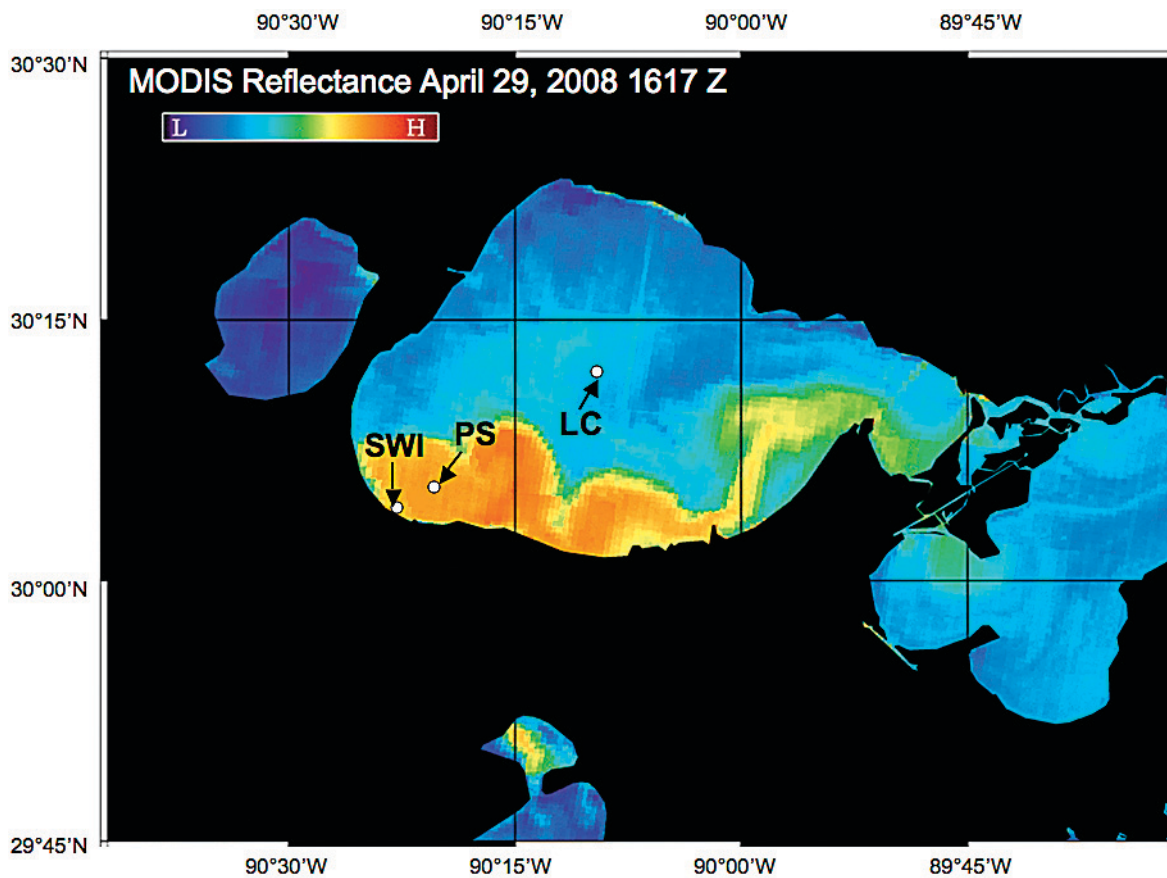 90°30’W 90°15’W 90°00’W 89°45’W
30°30’N
MODIS Reflectance April 29, 2008 1617 Z
L H
30°15’N
LC
PS
SWI
30°00’N
29°45’N
90°30’W 90°15’W 90°00’W 89°45’W